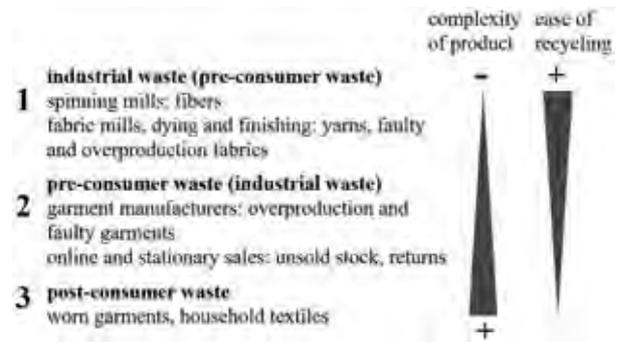 complexity ease of
of product recycling
- +
industrial waste (pre-consumer waste)
1 spinning mills: fibers
fabric mills, dying and finishing: yarns, faulty
and overproduction fabrics
pre-consumer waste (industrial waste)
2 garment manufacturers: overproduction and
faulty garments
online and stationary sales: unsold stock, returns
3 post-consumer waste
worn garments, household textiles
+